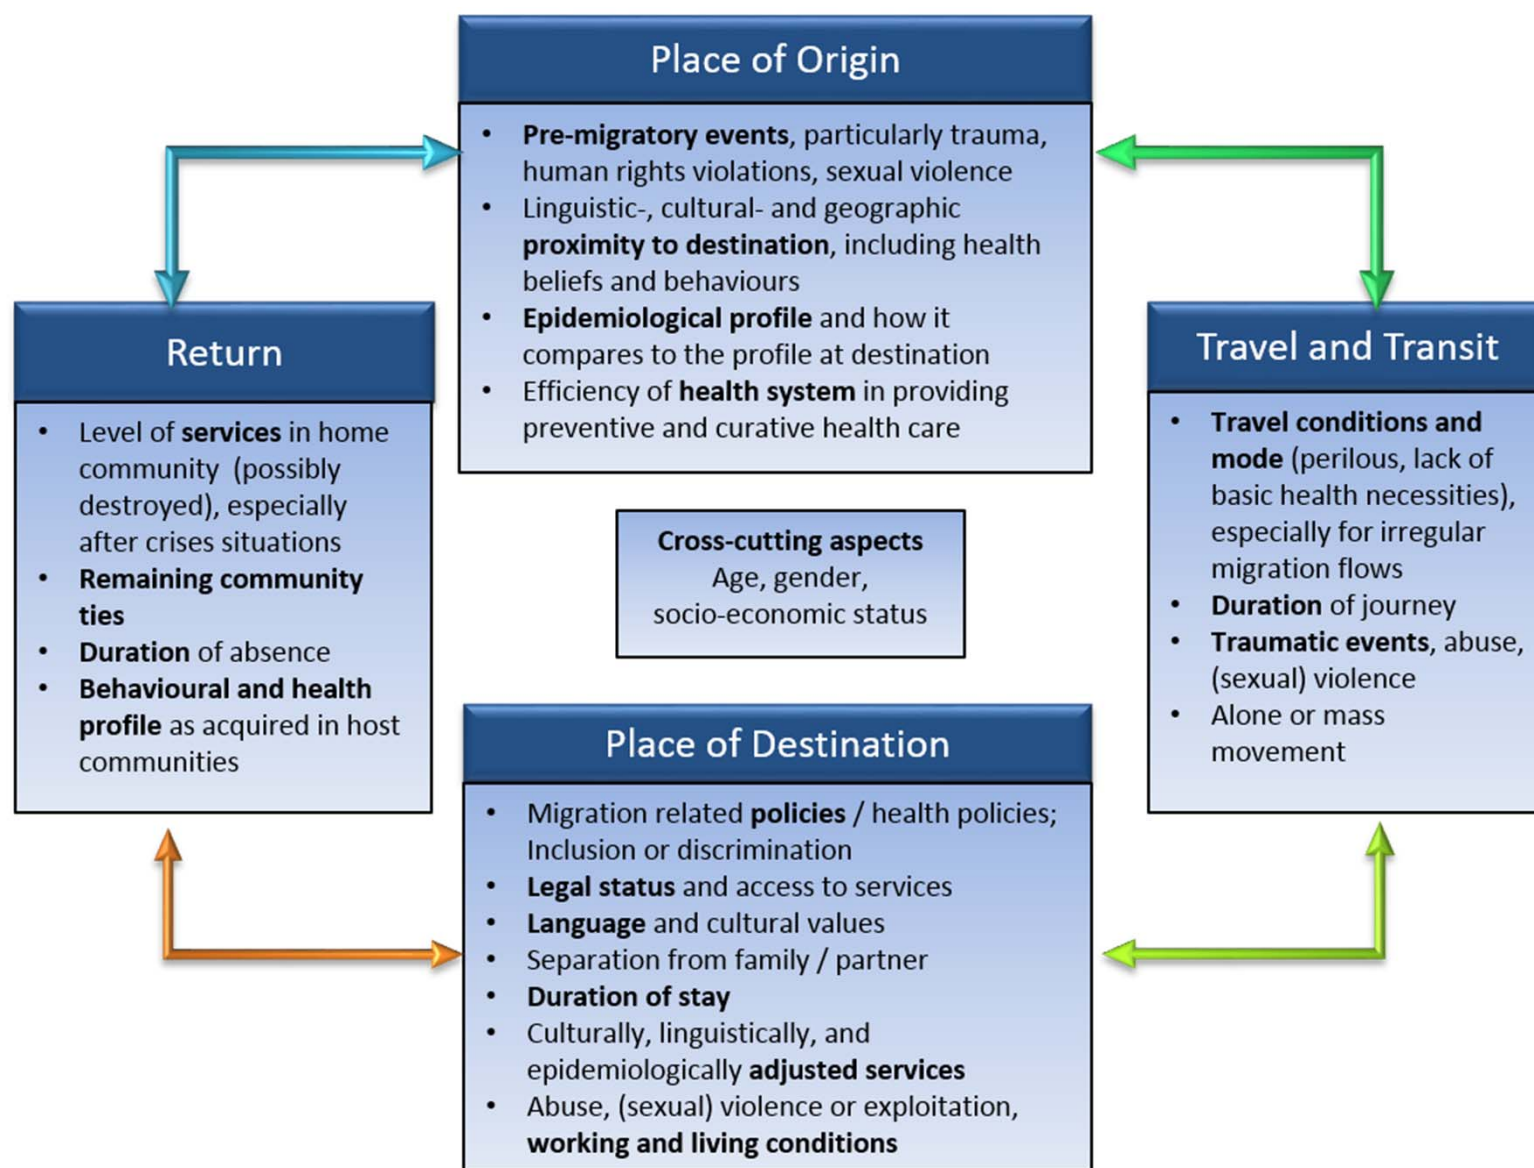 Place of Origin
• Pre-migratory events, particularly trauma,
human rights violations, sexual violence
• Linguistic-, cultural- and geographic
proximity to destination, including health
beliefs and behaviours
• Epidemiological profile and how it
compares to the profile at destination
• Efficiency of health system in providing
preventive and curative health care
Return
• Level of services in home
community (possibly
destroyed), especially
after crises situations
• Remaining community
ties
• Duration of absence
• Behavioural and health
profile as acquired in host
communities
Cross-cutting aspects
Age, gender,
socio-economic status
Travel and Transit
• Travel conditions and
mode (perilous, lack of
basic health necessities),
especially for irregular
migration flows
• Duration of journey
• Traumatic events, abuse,
(sexual) violence
• Alone or mass
movement
Place of Destination
• Migration related policies / health policies;
Inclusion or discrimination
• Legal status and access to services
• Language and cultural values
• Separation from family / partner
• Duration of stay
• Culturally, linguistically, and
epidemiologically adjusted services
• Abuse, (sexual) violence or exploitation,
working and living conditions